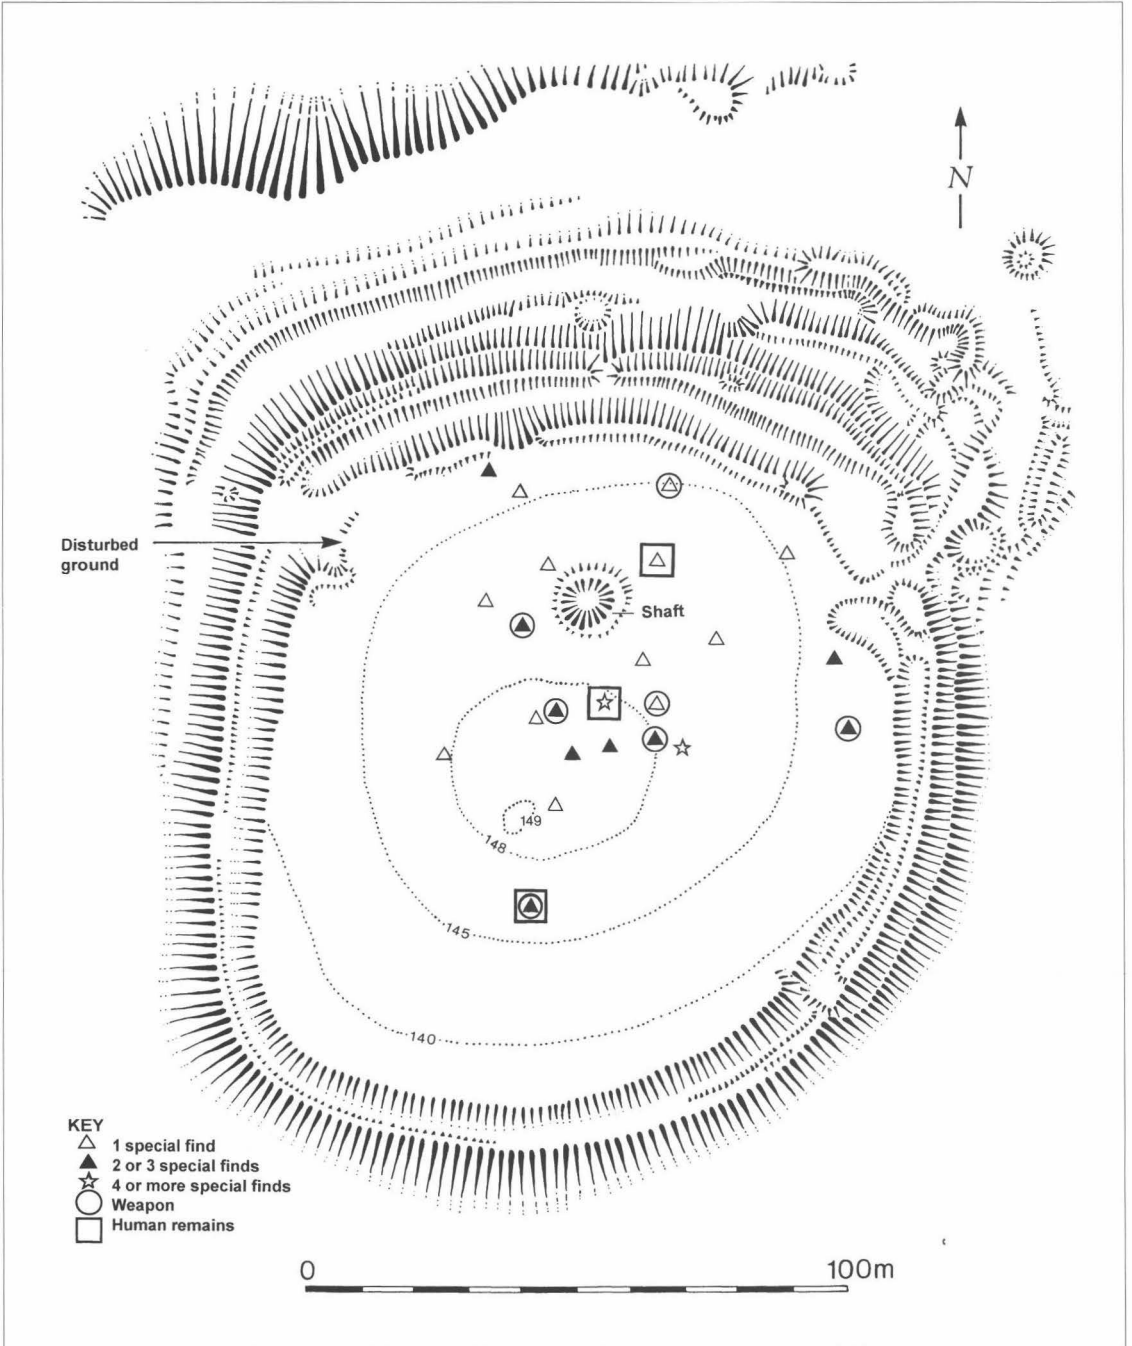 N
Disturbed
ground
Shaft
149
148
145
140
KEY
1 special find
2 or 3 special finds
4 or more special finds
Weapon
Human remains
0 100m